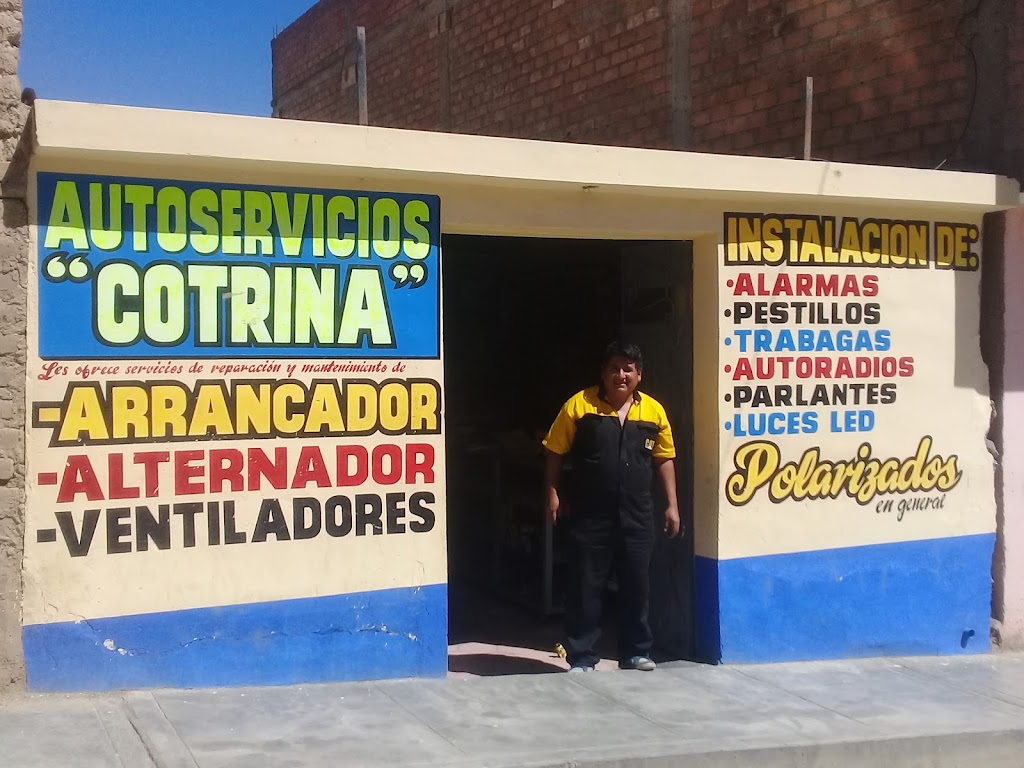 AUTOSERVICIOS
"COTRINA"
Les ofrece servicios de reparación y mantenimiento de
-ARRANCADOR
-ALTERNADOR
-VENTILADORES
INSTALACION DE:
•ALARMAS
•PESTILLOS
•TRABAGAS
•AUTORADIOS
•PARLANTES
•LUCES LED
Polarizados
en general
CAT